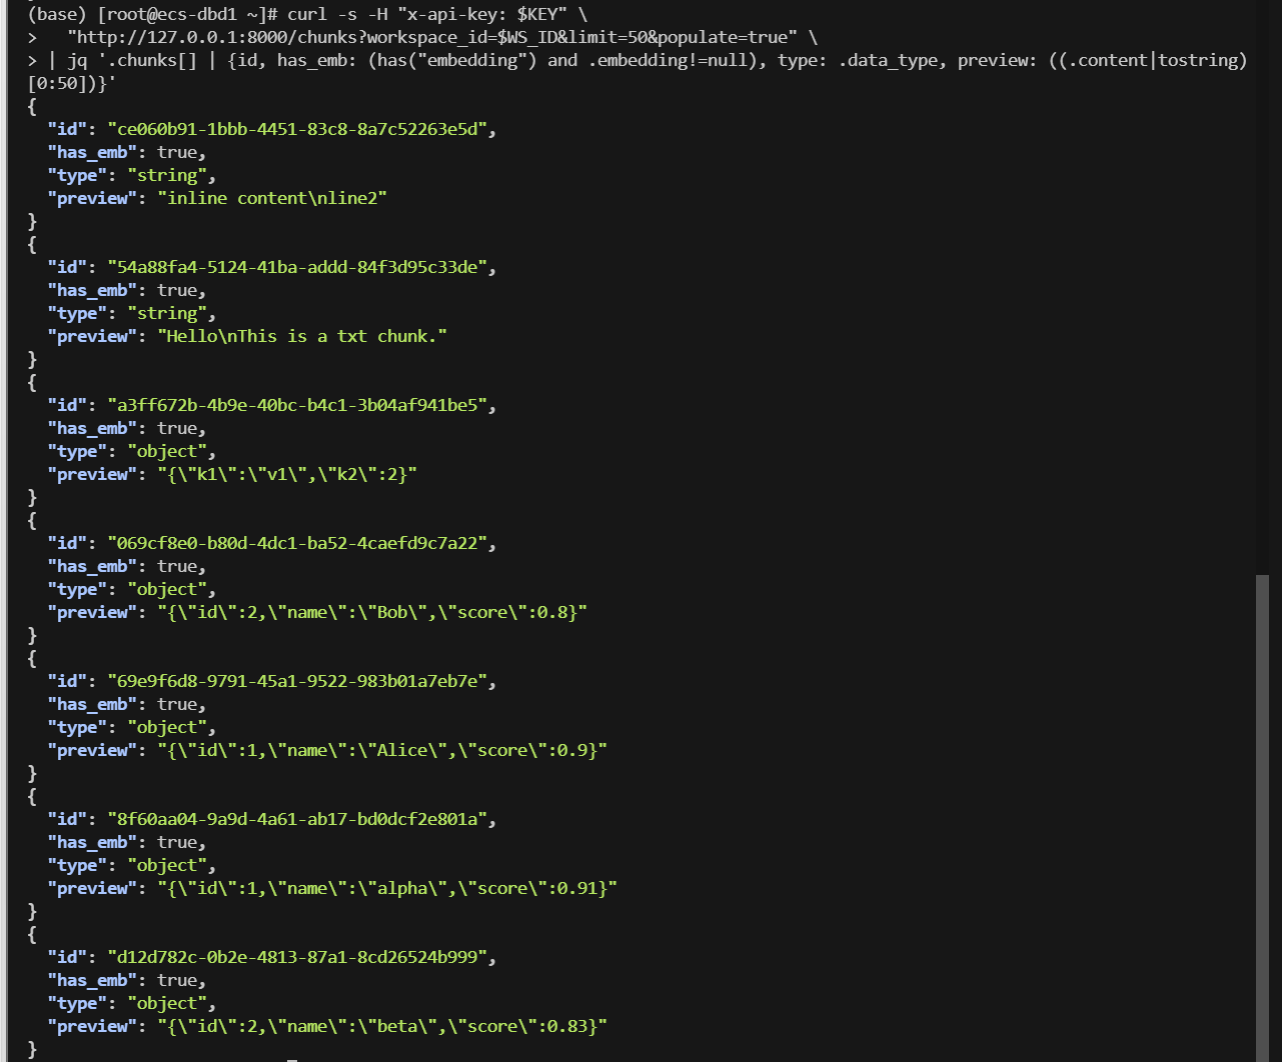 (base) [root@ecs-dbd1 ~]# curl -s -H "x-api-key: $KEY" \
>   "http://127.0.0.1:8000/chunks?workspace_id=$WS_ID&limit=50&populate=true" \
> | jq '.chunks[] | {id, has_emb: (has("embedding") and .embedding!=null), type: .data_type, preview: ((.content|tostring)
[0:50])}'
{
  "id": "ce060b91-1bbb-4451-83c8-8a7c52263e5d",
  "has_emb": true,
  "type": "string",
  "preview": "inline content\nline2"
}
{
  "id": "54a88fa4-5124-41ba-addd-84f3d95c33de",
  "has_emb": true,
  "type": "string",
  "preview": "Hello\nThis is a txt chunk."
}
{
  "id": "a3ff672b-4b9e-40bc-b4c1-3b04af941be5",
  "has_emb": true,
  "type": "object",
  "preview": "{\"k1\":\"v1\",\"k2\":2}"
}
{
  "id": "069cf8e0-b80d-4dc1-ba52-4caefd9c7a22",
  "has_emb": true,
  "type": "object",
  "preview": "{\"id\":2,\"name\":\"Bob\",\"score\":0.8}"
}
{
  "id": "69e9f6d8-9791-45a1-9522-983b01a7eb7e",
  "has_emb": true,
  "type": "object",
  "preview": "{\"id\":1,\"name\":\"Alice\",\"score\":0.9}"
}
{
  "id": "8f60aa04-9a9d-4a61-ab17-bd0dcf2e801a",
  "has_emb": true,
  "type": "object",
  "preview": "{\"id\":1,\"name\":\"alpha\",\"score\":0.91}"
}
{
  "id": "d12d782c-0b2e-4813-87a1-8cd26524b999",
  "has_emb": true,
  "type": "object",
  "preview": "{\"id\":2,\"name\":\"beta\",\"score\":0.83}"
}